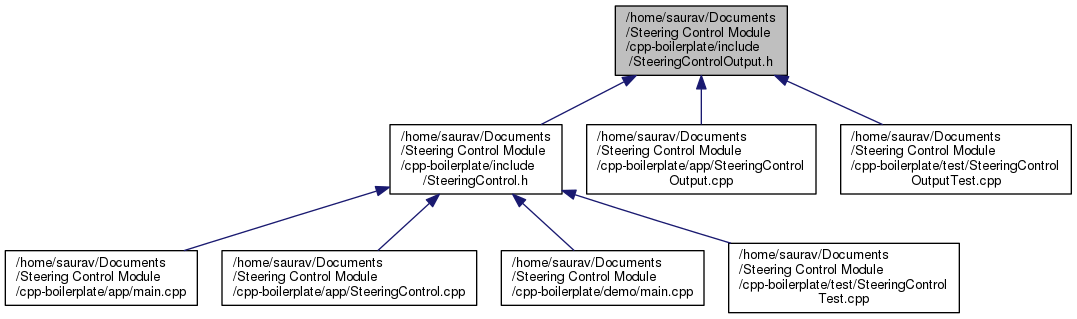 /home/saurav/Documents
/Steering Control Module
/cpp-boilerplate/include
/SteeringControlOutput.h
/home/saurav/Documents
/Steering Control Module
/cpp-boilerplate/include
/SteeringControl.h
/home/saurav/Documents
/Steering Control Module
/cpp-boilerplate/app/SteeringControl
Output.cpp
/home/saurav/Documents
/Steering Control Module
/cpp-boilerplate/test/SteeringControl
OutputTest.cpp
/home/saurav/Documents
/Steering Control Module
/cpp-boilerplate/app/main.cpp
/home/saurav/Documents
/Steering Control Module
/cpp-boilerplate/app/SteeringControl.cpp
/home/saurav/Documents
/Steering Control Module
/cpp-boilerplate/demo/main.cpp
/home/saurav/Documents
/Steering Control Module
/cpp-boilerplate/test/SteeringControl
Test.cpp